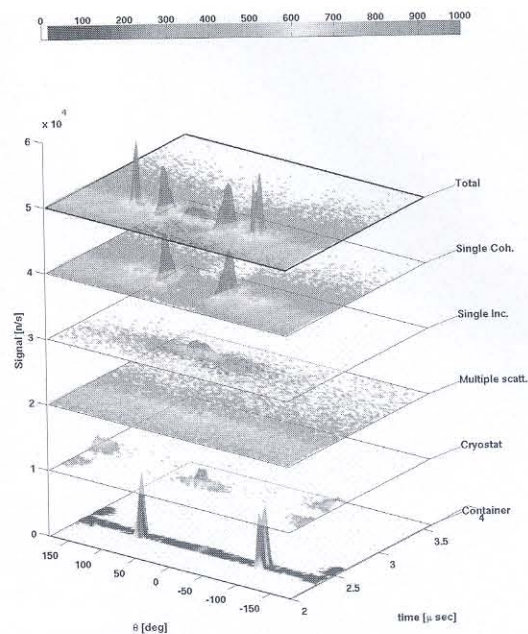 0 100 200 300 400 500 600 700 800 900 1000
x 10 4
6
Total
5
Single Coh.
4
Single Inc.
3
Signal [n/s]
Multiple scatt.
2
Cryostat
1
Container
0
4
3.5
3
2.5
2
150 100 50 0 -50 -100 -150
θ [deg]
time [μ sec]